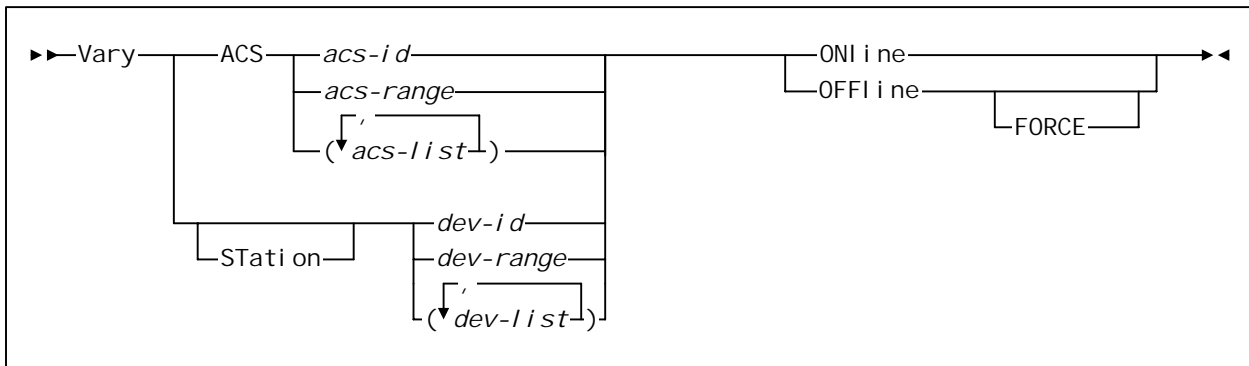 Vary ACS acs-id ONline
acs-range OFFline
, FORCE
(acs-list)
dev-id
STation dev-range
,
(dev-list)